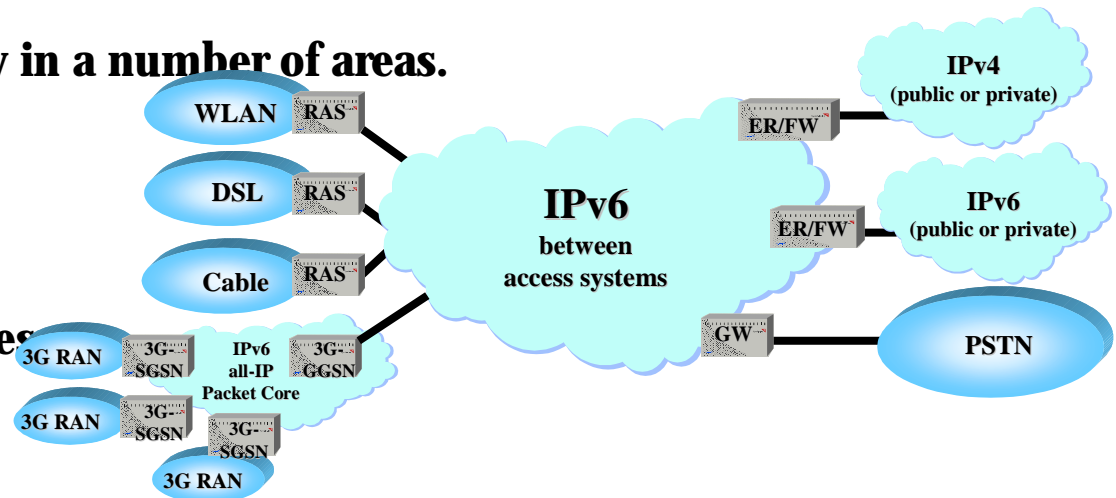 in a number of areas.
WLAN
RAS
DSL
RAS
Cable
RAS
3G RAN
3G-
SGSN
IPv6
all-IP
Packet Core
3G-
GGSN
3G RAN
3G-
SGSN
3G-
SGSN
3G RAN
IPv6
between
access systems
ER/FW
IPv4
(public or private)
ER/FW
IPv6
(public or private)
GW
PSTN